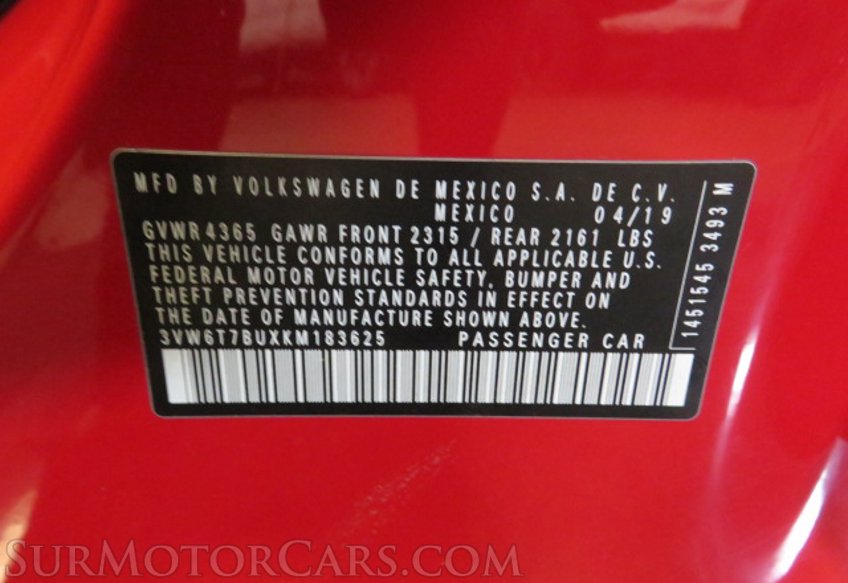 MFD BY VOLKSWAGEN DE MEXICO S.A. DE C.V.
MEXICO 04/19
GVWR 4365 GAWR FRONT 2315 / REAR 2161 LBS
THIS VEHICLE CONFORMS TO ALL APPLICABLE U.S.
FEDERAL MOTOR VEHICLE SAFETY, BUMPER AND
THEFT PREVENTION STANDARDS IN EFFECT ON
THE DATE OF MANUFACTURE SHOWN ABOVE.
3VW6T7BUXKM183625 PASSENGER CAR
1451545 3493 M
SURMOTORCARS.COM